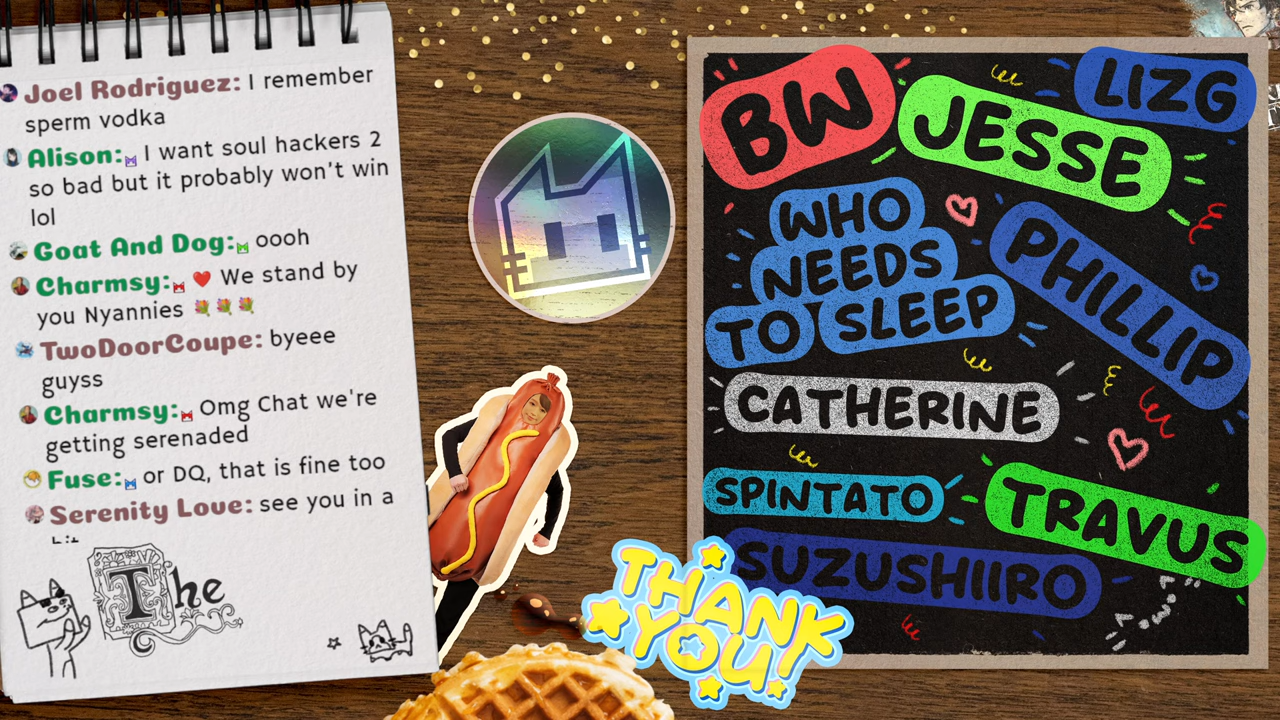 Joel Rodriguez: I remember
sperm vodka
Alison: I want soul hackers 2
so bad but it probably won't win
lol
Goat And Dog: oooh
Charmsy: ❤️ We stand by
you Nyannies 💐💐💐
TwoDoorCoupe: byeee
guyss
Charmsy: Omg Chat we're
getting serenaded
Fuse: or DQ, that is fine too
Serenity Love: see you in a
The
THANK
YOU!
BW
JESSE
LIZG
WHO
NEEDS
TO SLEEP
PHILLIP
CATHERINE
SPINTATO
TRAVUS
SUZUSHIIRO